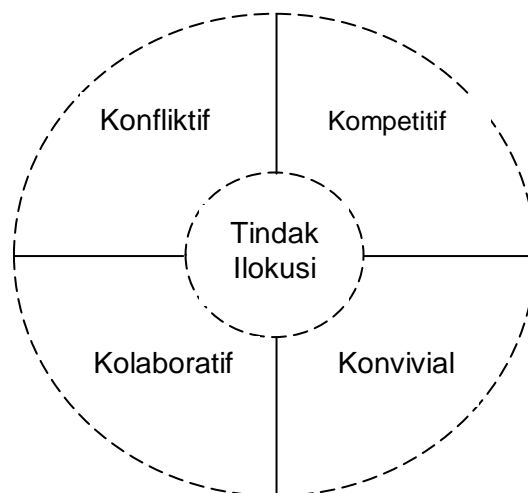 Konfliktif
Kompetitif
Tindak
Ilokusi
Kolaboratif
Konvivial